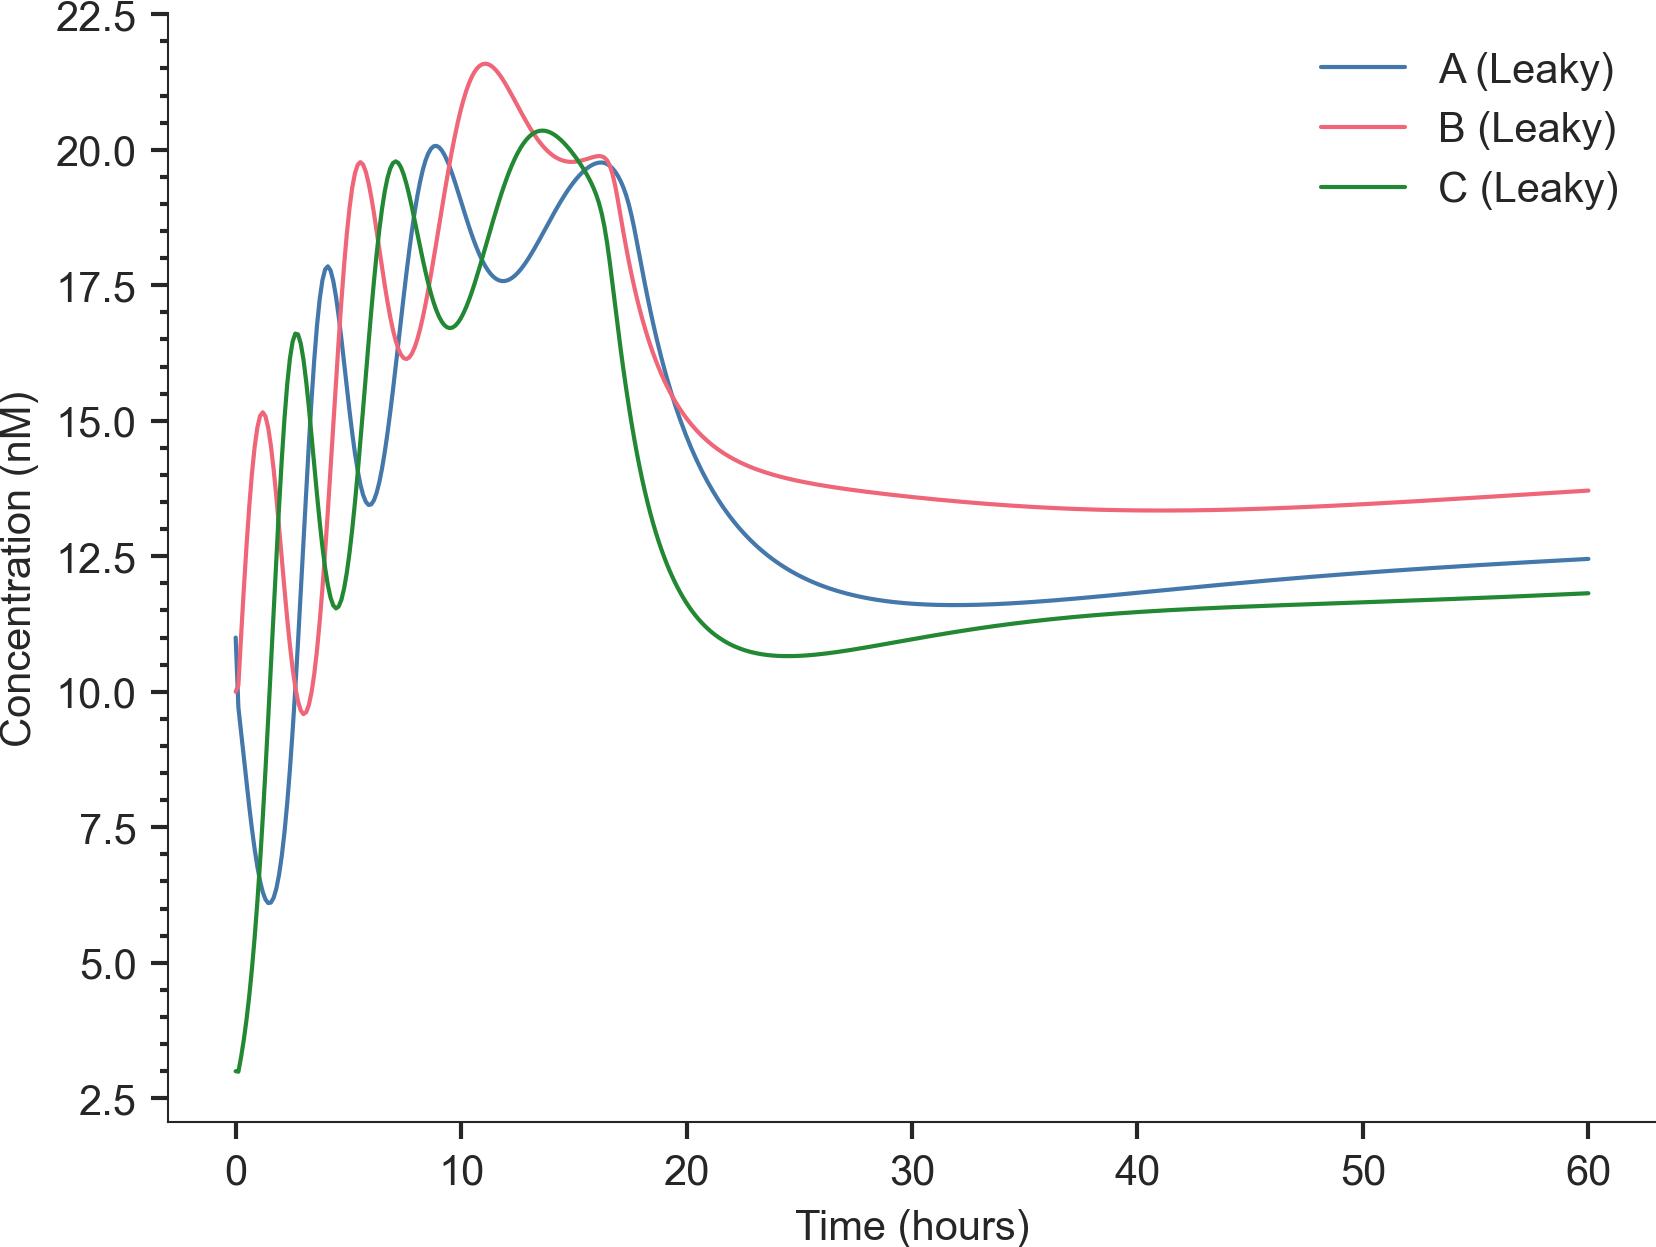 22.5
20.0
17.5
15.0
12.5
10.0
7.5
5.0
2.5
Concentration (nM)
A (Leaky)
B (Leaky)
C (Leaky)
0 10 20 30 40 50 60
Time (hours)